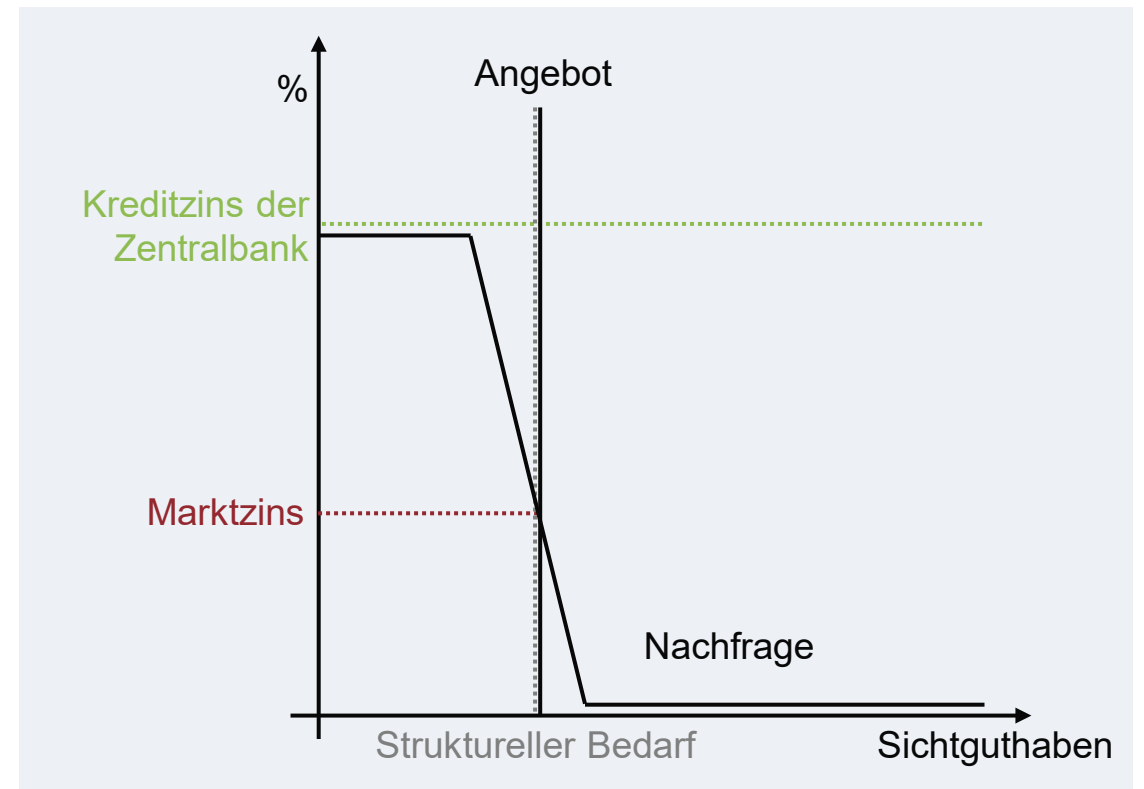 Angebot
%
Kreditzins der
Zentralbank
Marktzins
Nachfrage
Struktureller Bedarf
Sichtguthaben